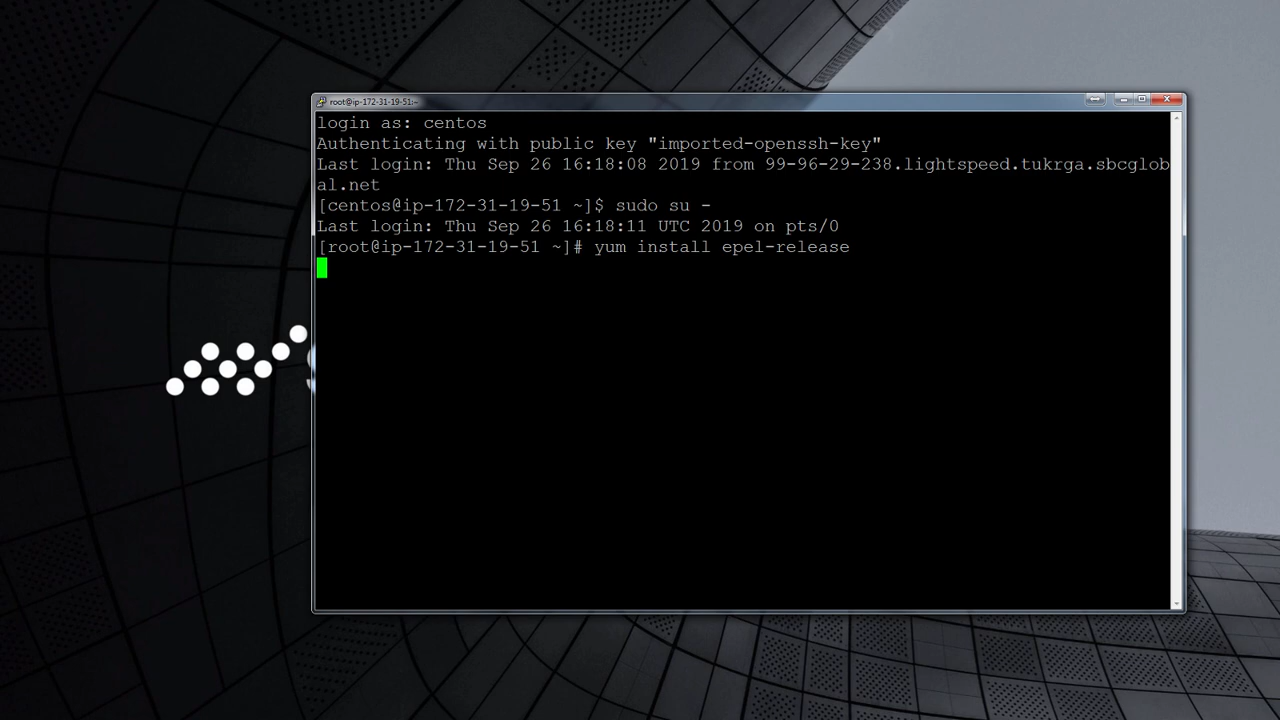 root@ip-172-31-19-51:~
login as: centos
Authenticating with public key "imported-openssh-key"
Last login: Thu Sep 26 16:18:08 2019 from 99-96-29-238.lightspeed.tukrga.sbcglob
al.net
[centos@ip-172-31-19-51 ~]$ sudo su -
Last login: Thu Sep 26 16:18:11 UTC 2019 on pts/0
[root@ip-172-31-19-51 ~]# yum install epel-release